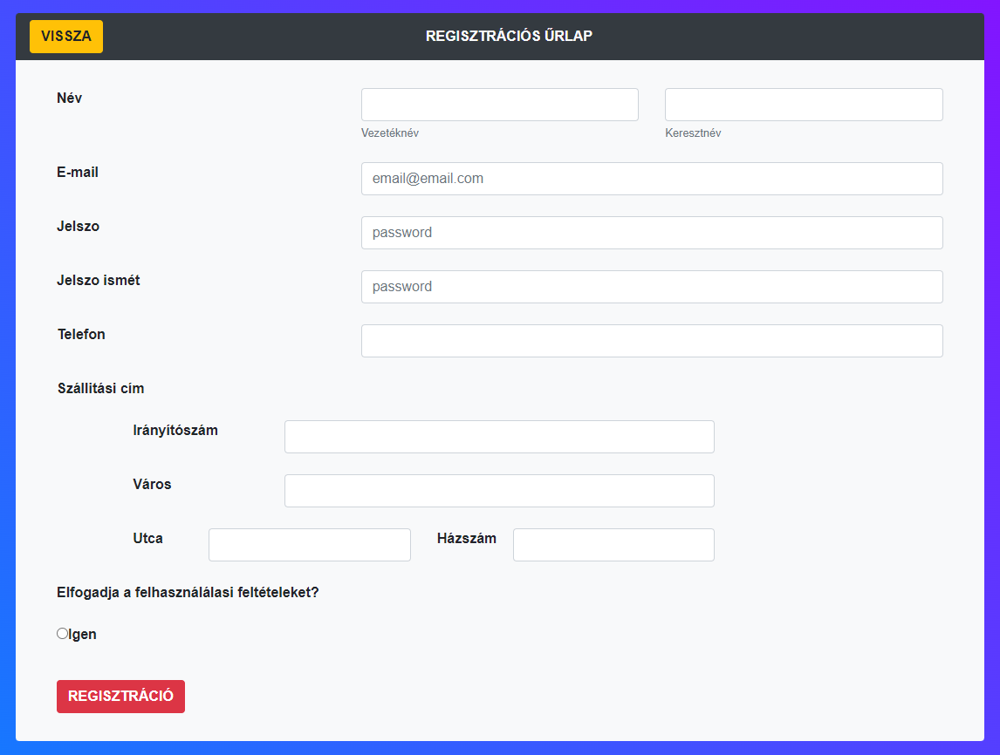 VISSZA
REGISZTRÁCIÓS ŰRLAP
Név
Vezetéknév
Keresztnév
E-mail
email@email.com
Jelszo
password
Jelszo ismét
password
Telefon
Szállitási cím
Irányítószám
Város
Utca
Házszám
Elfogadja a felhasználálasi feltételeket?
Igen
REGISZTRÁCIÓ